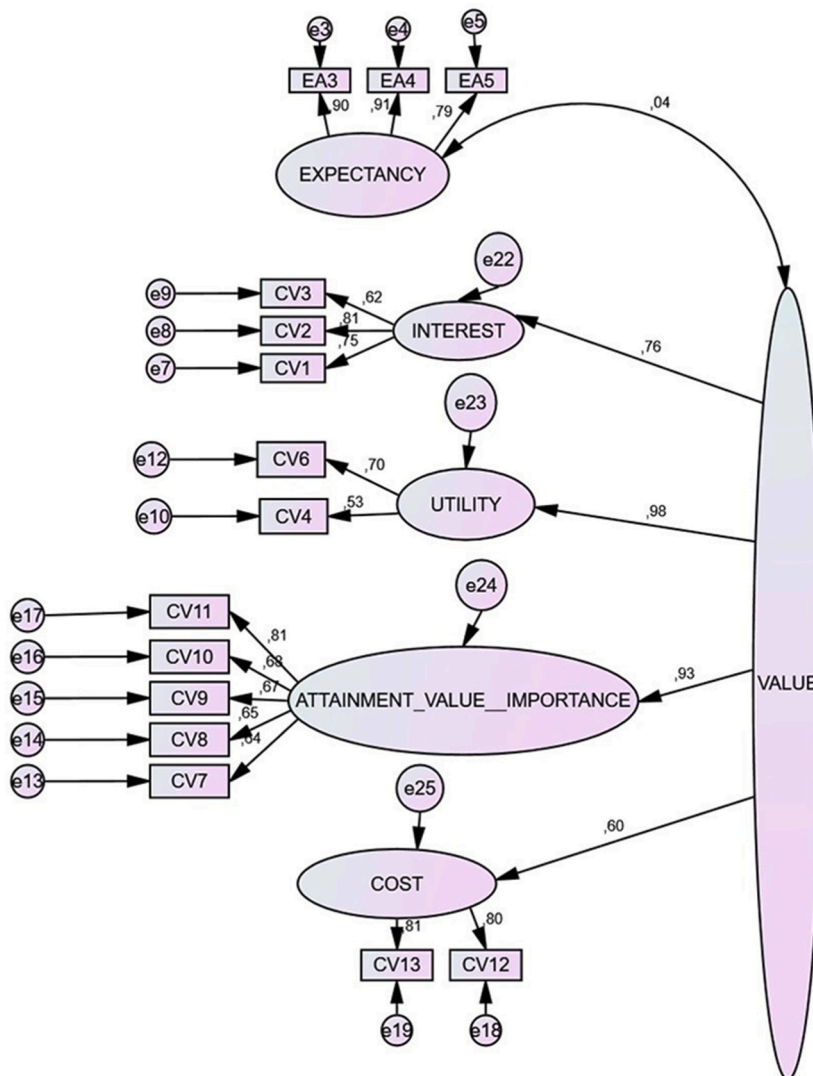 e3 e4 e5
EA3 EA4 EA5
,90 ,91 ,79
,04
EXPECTANCY
e22
e9 CV3 ,62
e8 CV2 ,81 INTEREST
e7 CV1 ,75
,76
e23
e12 CV6 ,70
UTILITY
e10 CV4 ,53
,98
e24
e17 CV11 ,81
e16 CV10 ,68
e15 CV9 ,67 ATTAINMENT_VALUE__IMPORTANCE
e14 CV8 ,65
e13 CV7 ,64
,93
VALUE
e25
,60
COST
,81 ,80
CV13 CV12
e19 e18